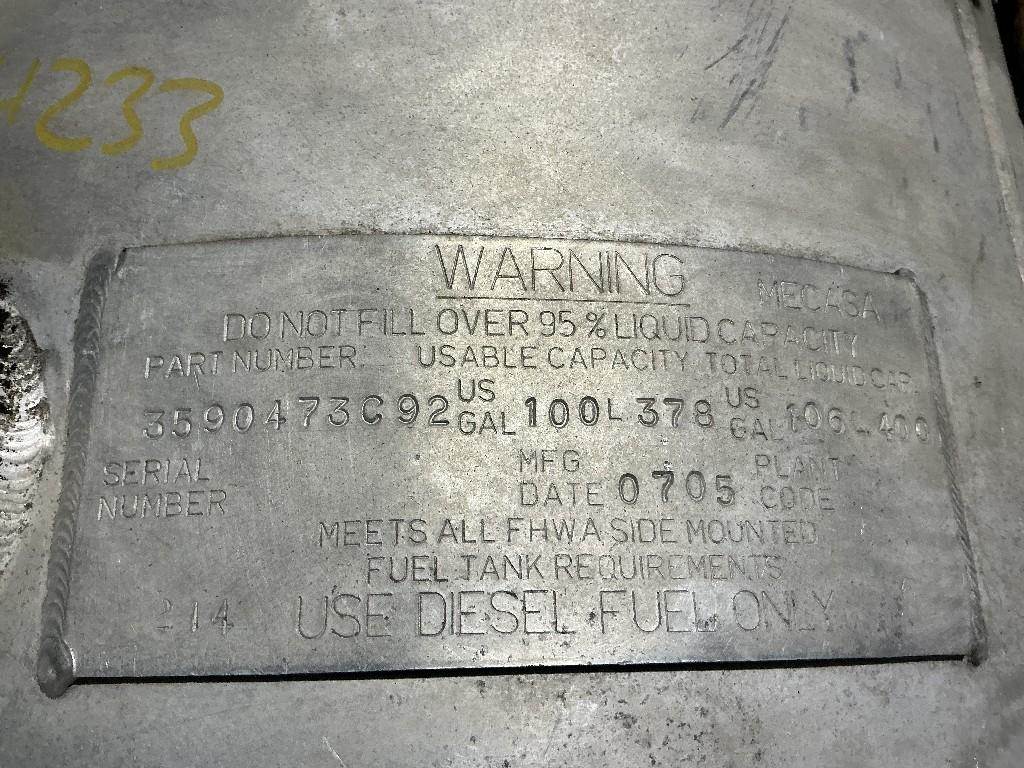 4233
WARNING
MECASA
DO NOT FILL OVER 95% LIQUID CAPACITY
PART NUMBER: USABLE CAPACITY TOTAL LIQUID CAP.
3590473C92 US GAL 100 L 378 US GAL 106 L 400
SERIAL NUMBER MFG DATE 0705 PLANT CODE
MEETS ALL FHWA SIDE MOUNTED
FUEL TANK REQUIREMENTS
214 USE DIESEL FUEL ONLY